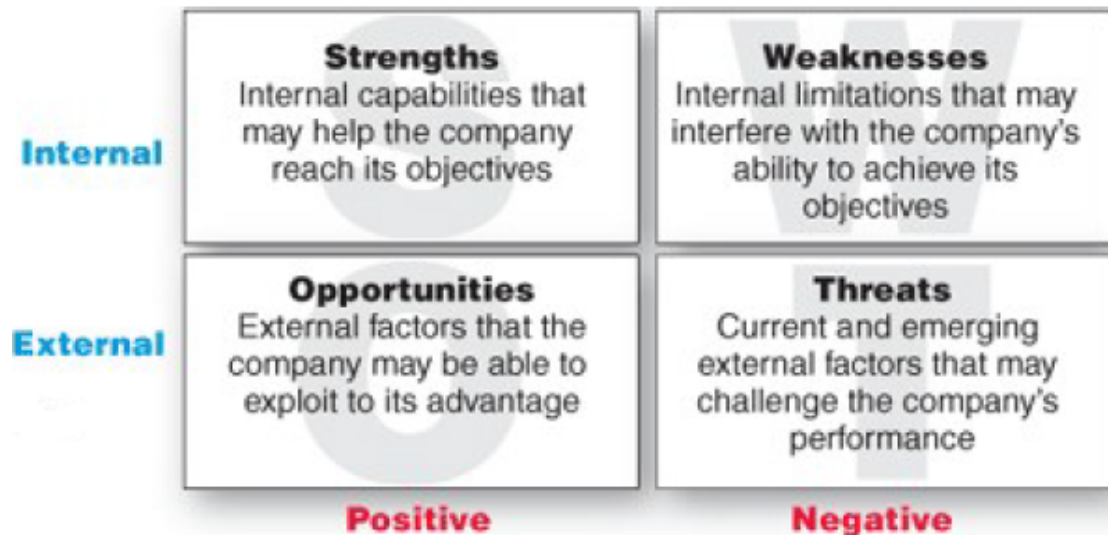 Strengths
Internal capabilities that
may help the company
reach its objectives
Weaknesses
Internal limitations that may
interfere with the company's
ability to achieve its
objectives
Internal
Opportunities
External factors that the
company may be able to
exploit to its advantage
Threats
Current and emerging
external factors that may
challenge the company's
performance
External
Positive
Negative
S
W
O
T